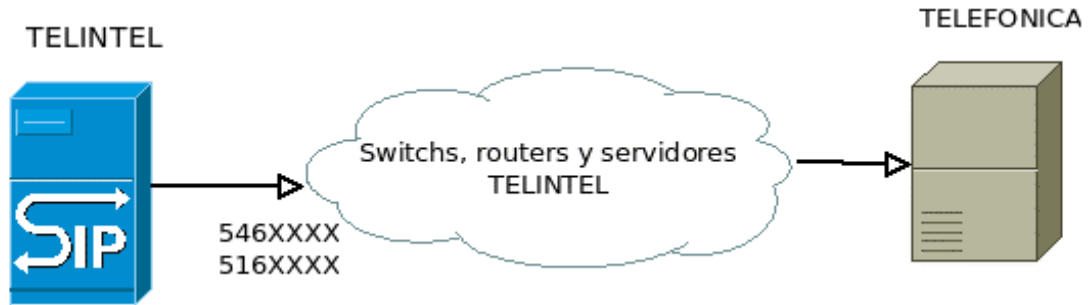 TELINTEL
TELEFONICA
SIP
Switchs, routers y servidores
TELINTEL
546XXXX
516XXXX